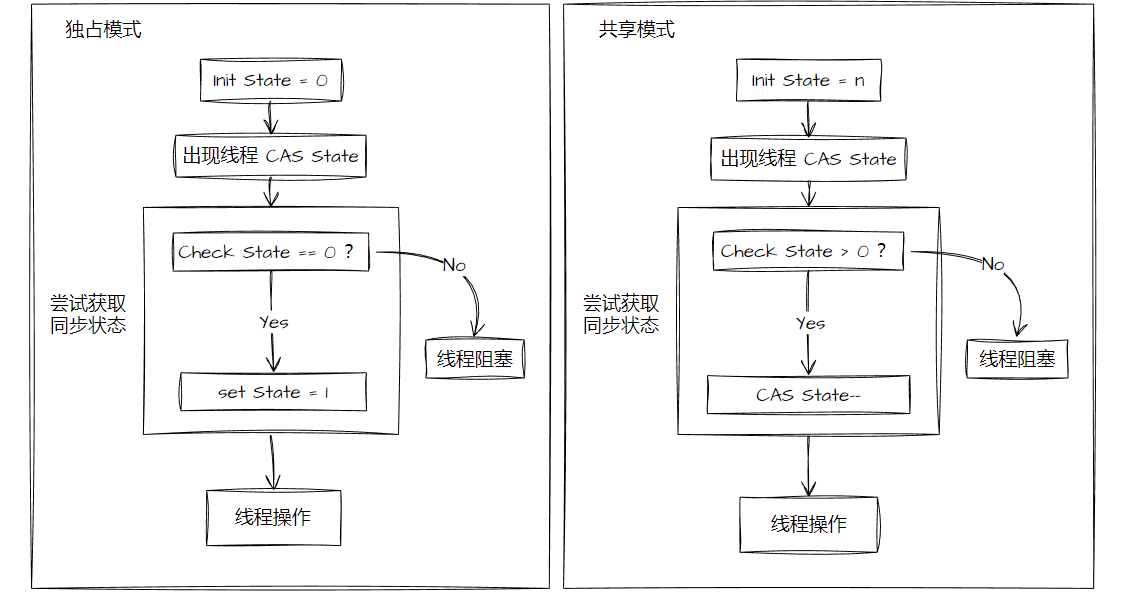 独占模式
Init State = 0
出现线程 CAS State
Check State == 0 ?
No
尝试获取
同步状态
Yes
线程阻塞
set State = 1
线程操作
共享模式
Init State = n
出现线程 CAS State
Check State > 0 ?
No
尝试获取
同步状态
Yes
线程阻塞
CAS State--
线程操作